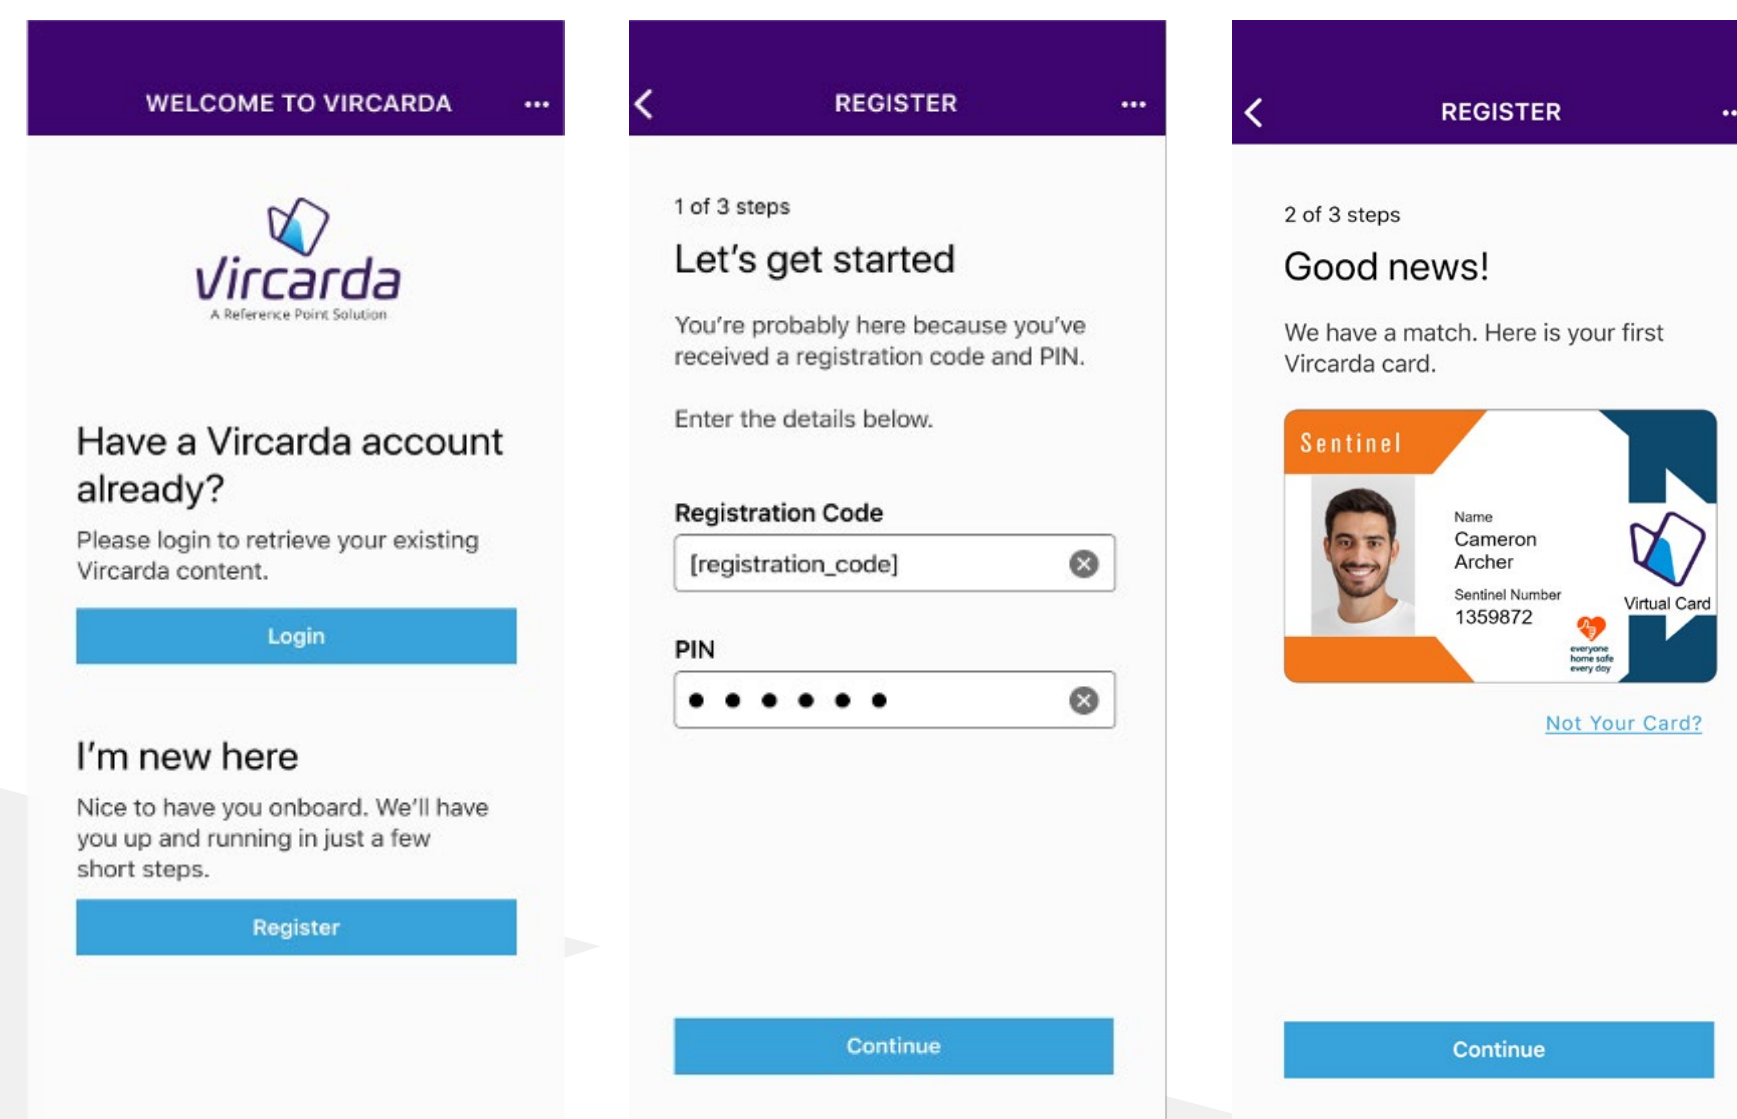 WELCOME TO VIRCARDA
Vircarda
A Reference Point Solution
Have a Vircarda account
already?
Please login to retrieve your existing
Vircarda content.
Login
I'm new here
Nice to have you onboard. We'll have
you up and running in just a few
short steps.
Register
REGISTER
1 of 3 steps
Let's get started
You're probably here because you've
received a registration code and PIN.
Enter the details below.
Registration Code
[registration_code]
PIN
Continue
REGISTER
2 of 3 steps
Good news!
We have a match. Here is your first
Vircarda card.
Sentinel
Name
Cameron
Archer
Sentinel Number
1359872
everyone
home safe
every day
Virtual Card
Not Your Card?
Continue